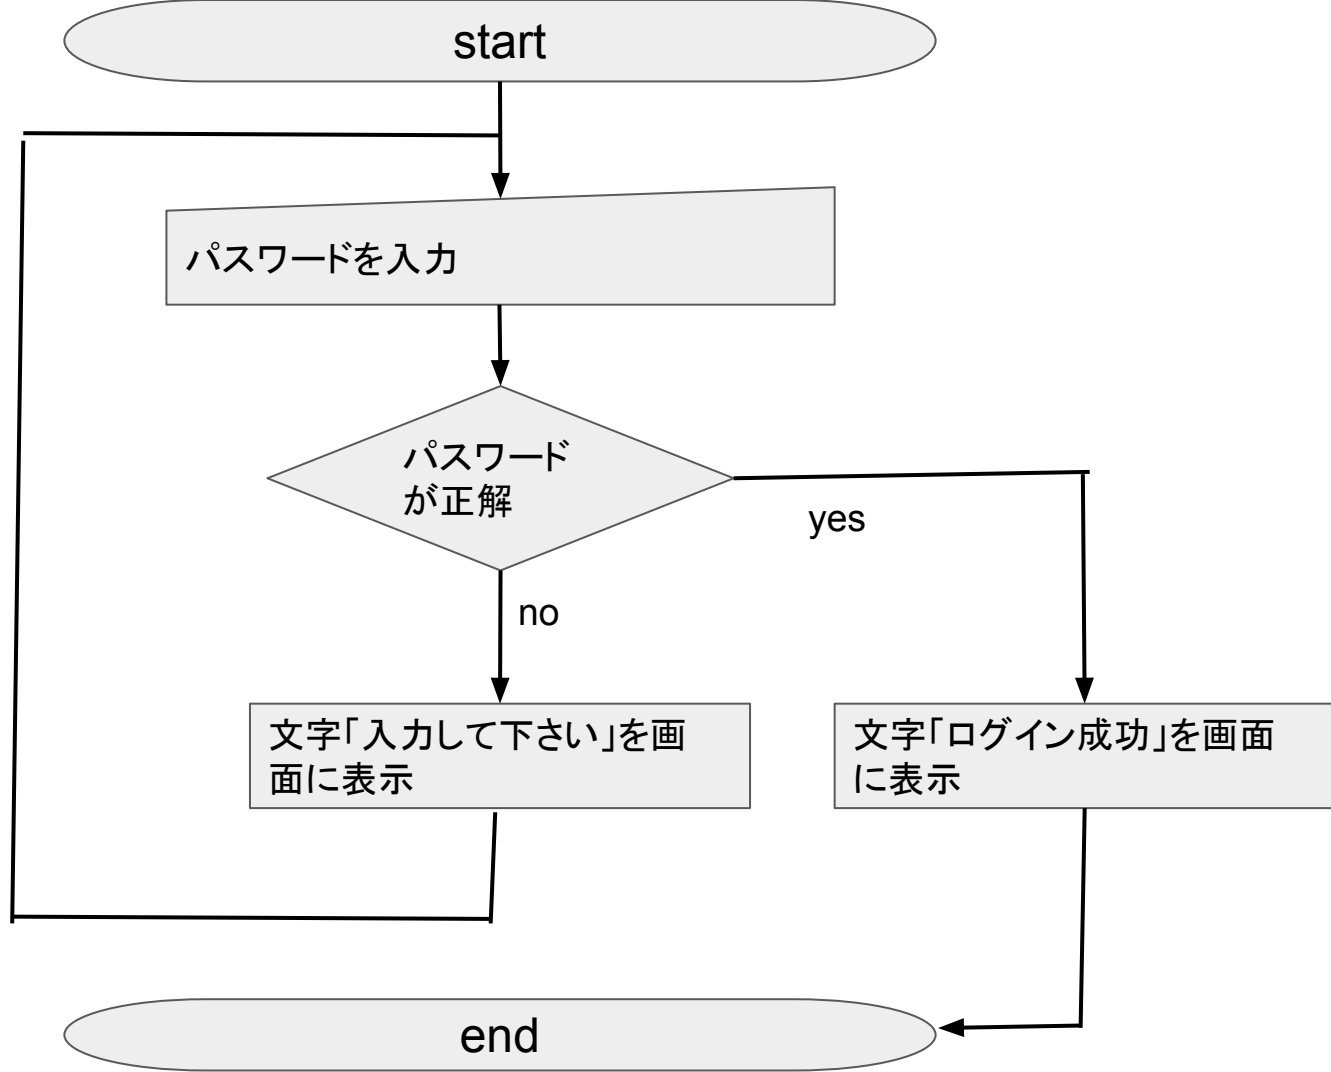 start
パスワードを入力
パスワード
が正解
yes
no
文字「入力して下さい」を画
面に表示
文字「ログイン成功」を画面
に表示
end